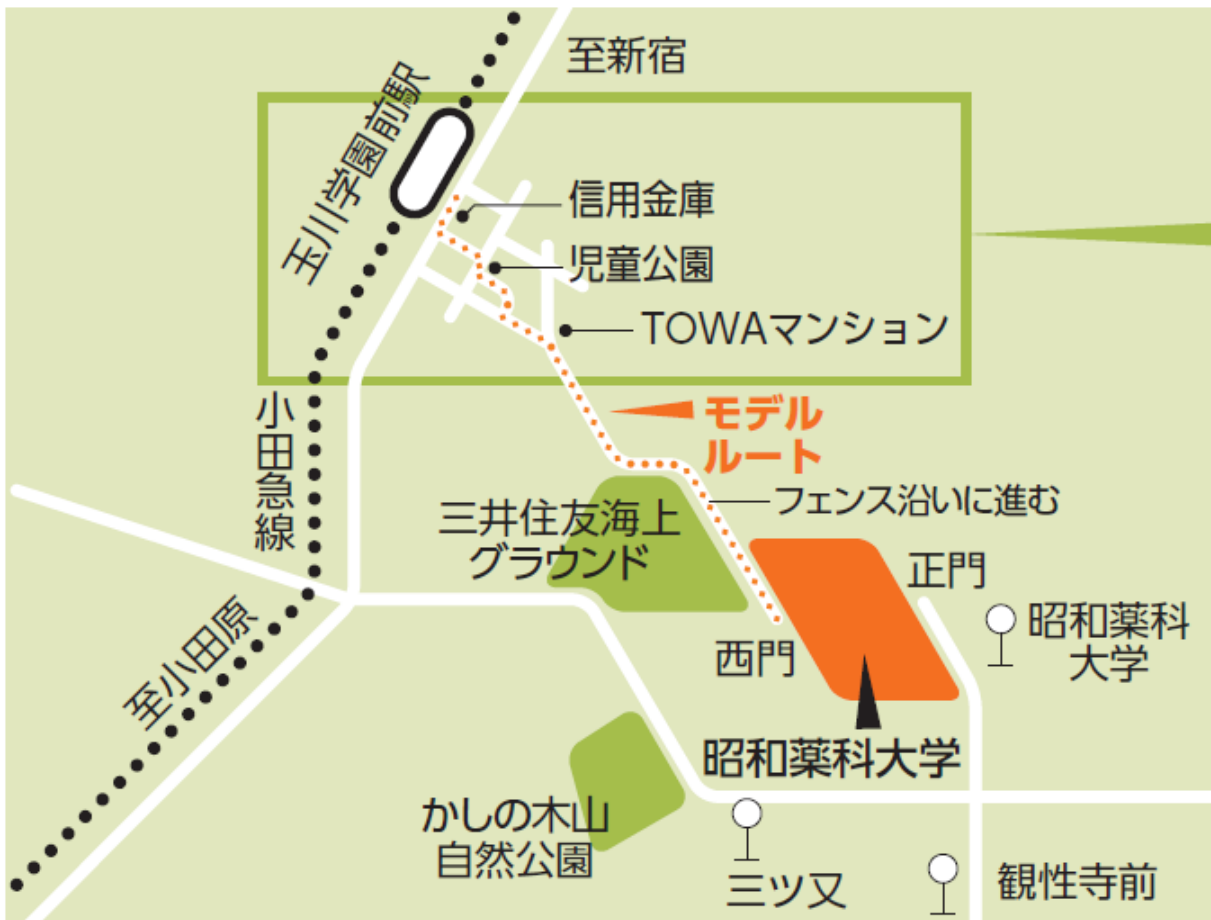 至新宿
玉川学園前駅
信用金庫
児童公園
TOWAマンション
小田急線
モデル
ルート
フェンス沿いに進む
三井住友海上
グラウンド
正門
昭和薬科
大学
西門
至小田原
昭和薬科大学
かしの木山
自然公園
三ツ又
観性寺前